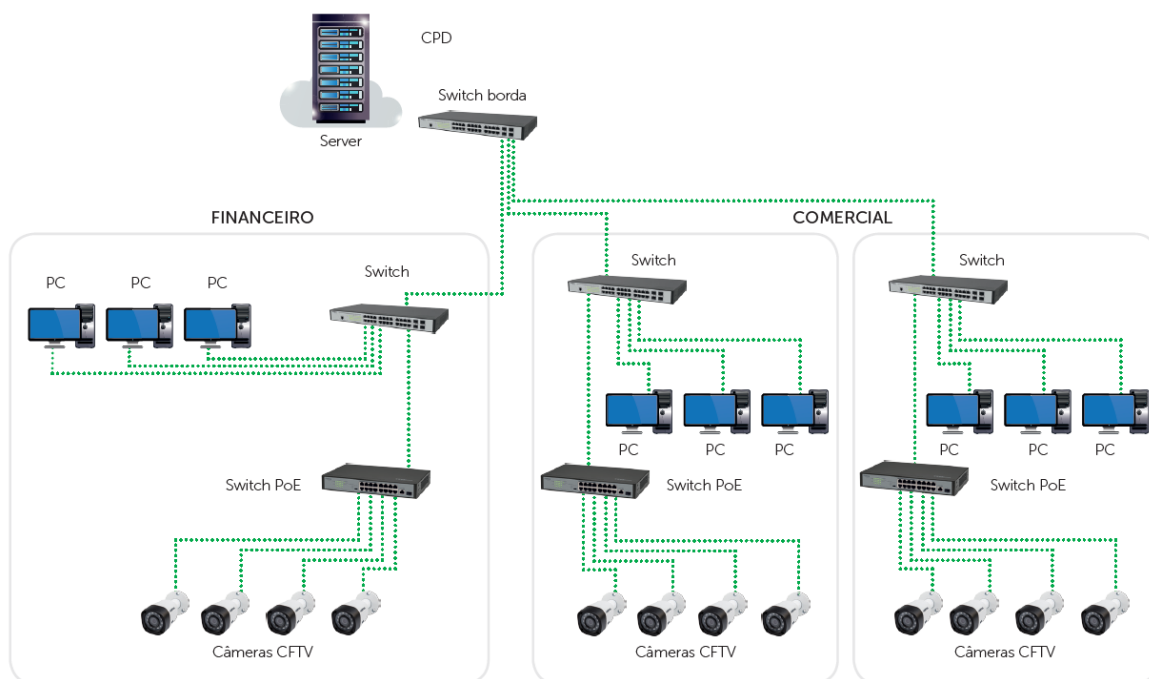 CPD
Switch borda
Server
FINANCEIRO
COMERCIAL
PC
PC
PC
Switch
Switch
Switch
PC
PC
PC
PC
PC
PC
Switch PoE
Switch PoE
Switch PoE
Câmeras CFTV
Câmeras CFTV
Câmeras CFTV